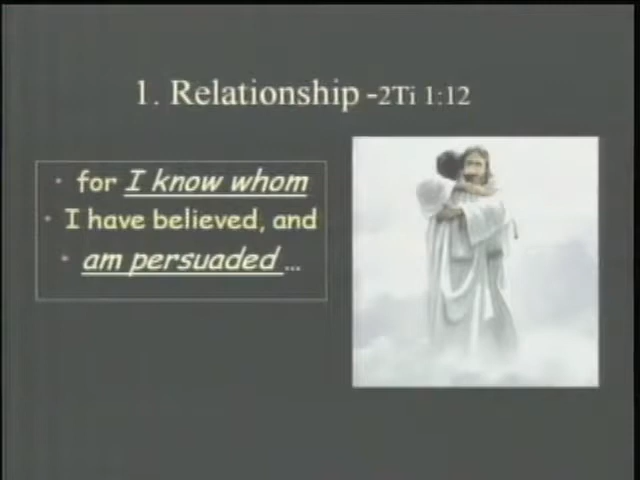 1. Relationship -2Ti 1:12
• for I know whom
• I have believed, and
• am persuaded ...